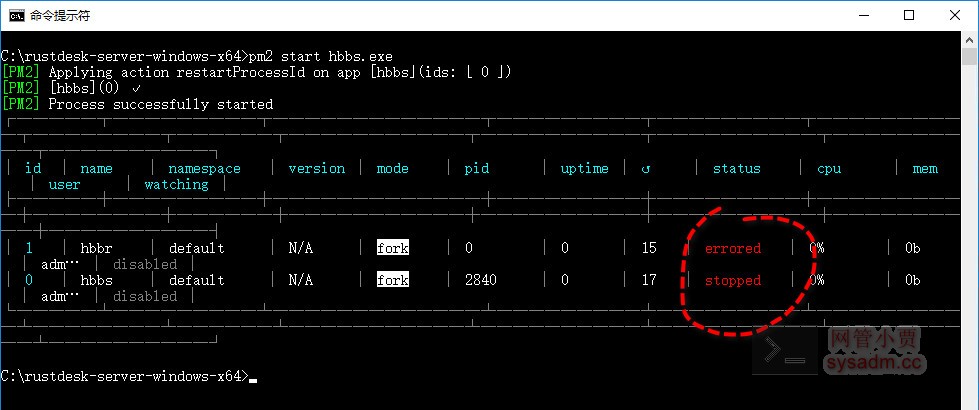 命令提示符
C:\rustdesk-server-windows-x64>pm2 start hbbs.exe
[PM2] Applying action restartProcessId on app [hbbs](ids: [ 0 ])
[PM2] [hbbs](0) ✓
[PM2] Process successfully started
│ id │ name │ namespace │ version │ mode │ pid │ uptime │ ↺ │ status │ cpu │ mem
│ user │ watching │
│ 1 │ hbbr │ default │ N/A │ fork │ 0 │ 0 │ 15 │ errored │ 0% │ 0b
│ adm… │ disabled │
│ 0 │ hbbs │ default │ N/A │ fork │ 2840 │ 0 │ 17 │ stopped │ 0% │ 0b
│ adm… │ disabled │
C:\rustdesk-server-windows-x64>
网管小贾
sysadm.cc